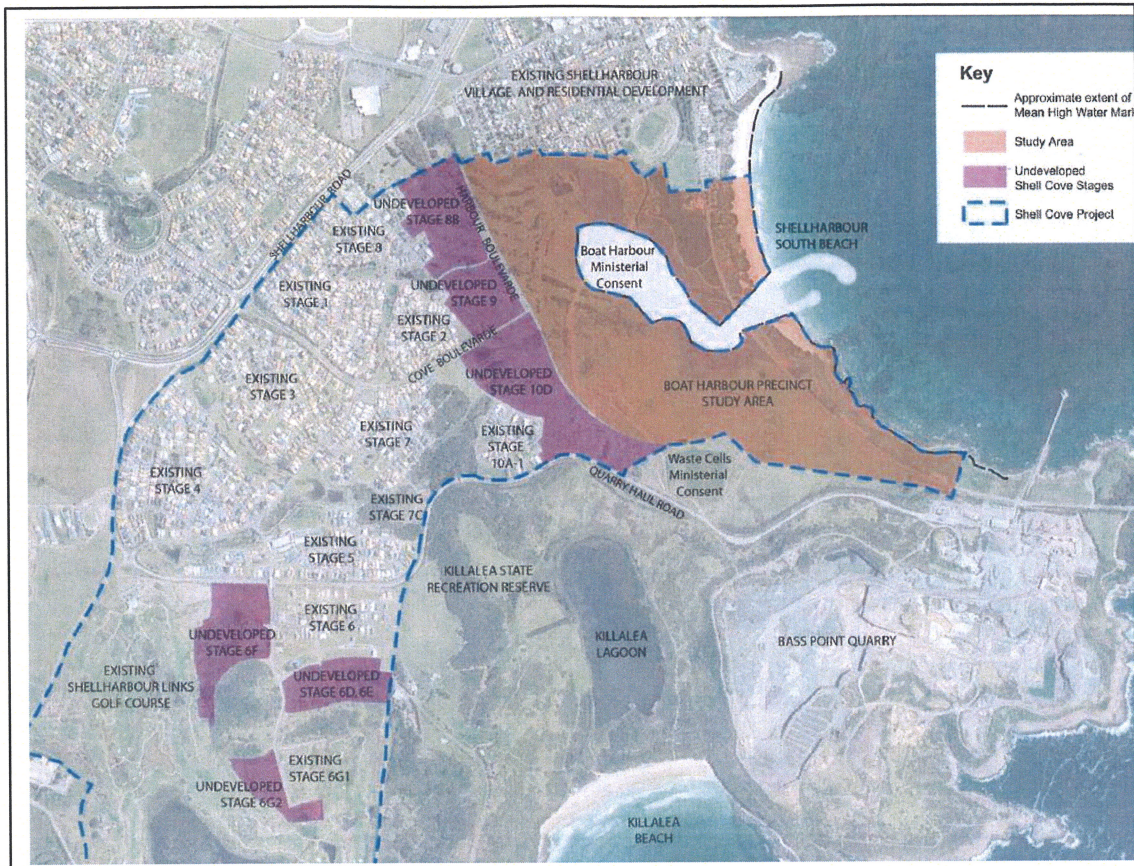 EXISTING SHELLHARBOUR
VILLAGE AND RESIDENTIAL DEVELOPMENT
Key
Approximate extent of
Mean High Water Mark
Study Area
Undeveloped
Shell Cove Stages
Shell Cove Project
SHELLHARBOUR ROAD
UNDEVELOPED
STAGE 8B
HARBOUR BOULEVARDE
EXISTING
STAGE 8
SHELLHARBOUR
SOUTH BEACH
Boat Harbour
Ministerial
Consent
EXISTING
STAGE 1
UNDEVELOPED
STAGE 9
EXISTING
STAGE 2
COVE BOULEVARDE
UNDEVELOPED
STAGE 10D
EXISTING
STAGE 3
BOAT HARBOUR PRECINCT
STUDY AREA
EXISTING
STAGE 7
EXISTING
STAGE
10A-1
Waste Cells
Ministerial
Consent
QUARRY HAUL ROAD
EXISTING
STAGE 4
EXISTING
STAGE 7C
EXISTING
STAGE 5
KILLALEA STATE
RECREATION RESERVE
EXISTING
STAGE 6
UNDEVELOPED
STAGE 6F
KILLALEA
LAGOON
BASS POINT QUARRY
EXISTING
SHELLHARBOUR LINKS
GOLF COURSE
UNDEVELOPED
STAGE 6D, 6E
EXISTING
STAGE 6G1
UNDEVELOPED
STAGE 6G2
KILLALEA
BEACH